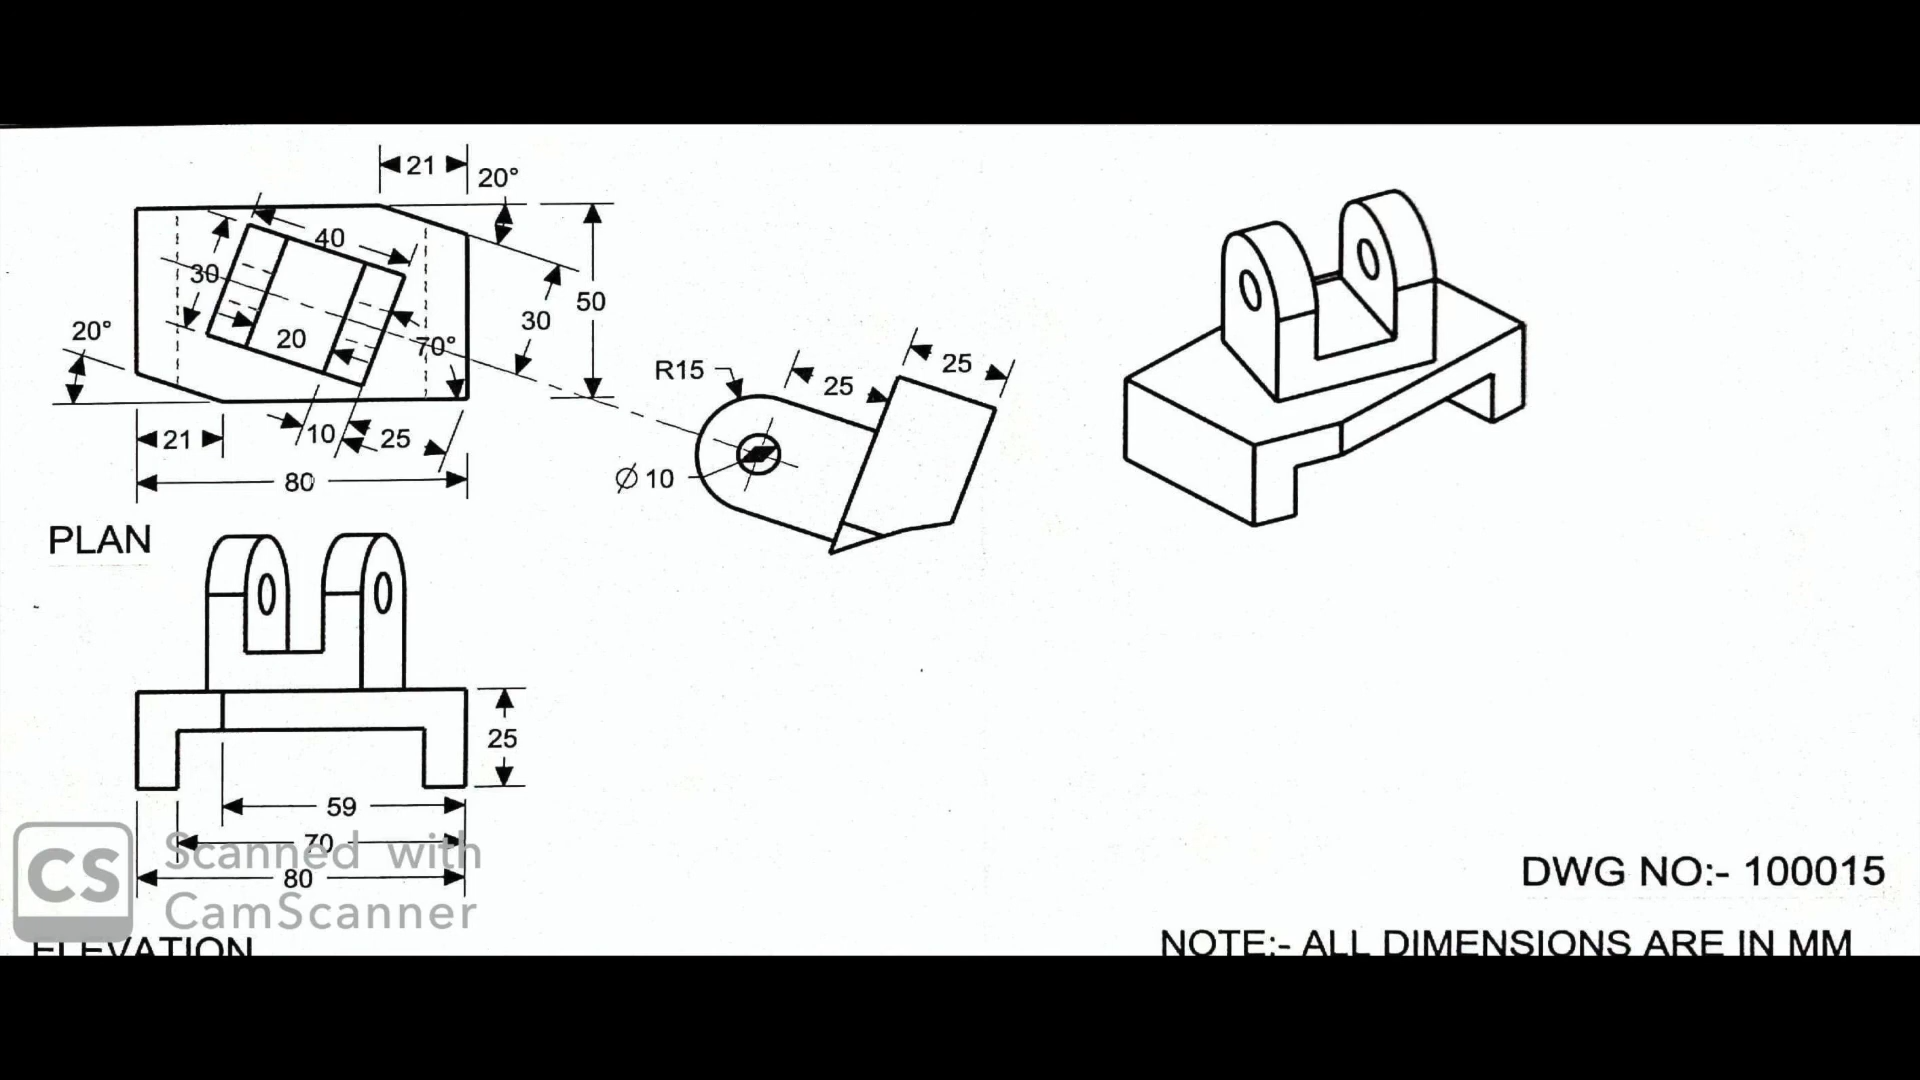 21
20°
40
30
50
30
20°
20
70°
10
25
21
80
PLAN
R15
25
25
Ø10
25
59
70
80
ELEVATION
CS
Scanned with
CamScanner
DWG NO:- 100015
NOTE:- ALL DIMENSIONS ARE IN MM